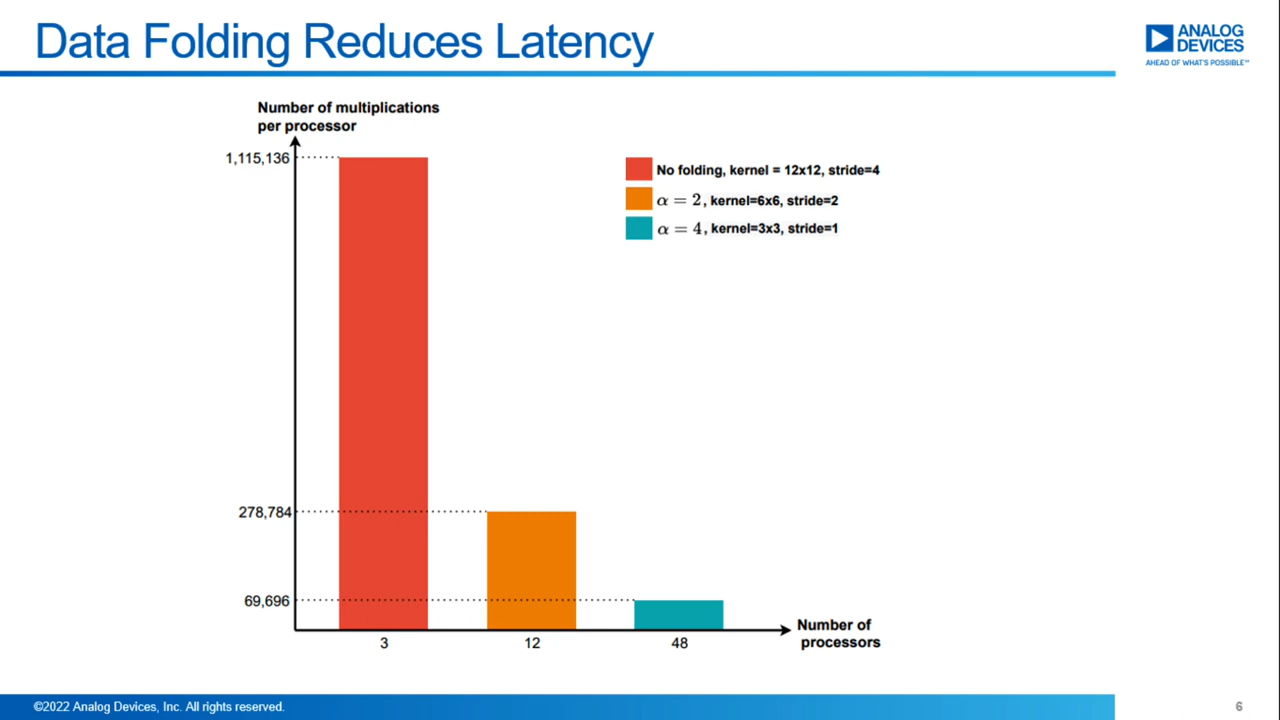 Data Folding Reduces Latency
ANALOG
DEVICES
AHEAD OF WHAT'S POSSIBLE™
Number of multiplications
per processor
1,115,136
278,784
69,696
No folding, kernel = 12x12, stride=4
α = 2, kernel=6x6, stride=2
α = 4, kernel=3x3, stride=1
3
12
48
Number of
processors
©2022 Analog Devices, Inc. All rights reserved.
6